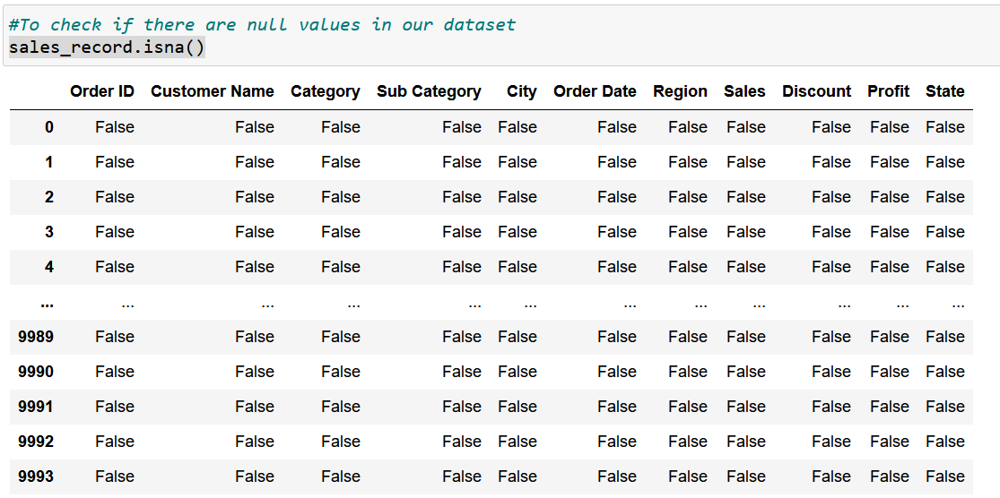 #To check if there are null values in our dataset
sales_record.isna()
Order ID Customer Name Category Sub Category City Order Date Region Sales Discount Profit State
0 False False False False False False False False False False False
1 False False False False False False False False False False False
2 False False False False False False False False False False False
3 False False False False False False False False False False False
4 False False False False False False False False False False False
... ... ... ... ... ... ... ... ... ... ... ...
9989 False False False False False False False False False False False
9990 False False False False False False False False False False False
9991 False False False False False False False False False False False
9992 False False False False False False False False False False False
9993 False False False False False False False False False False False